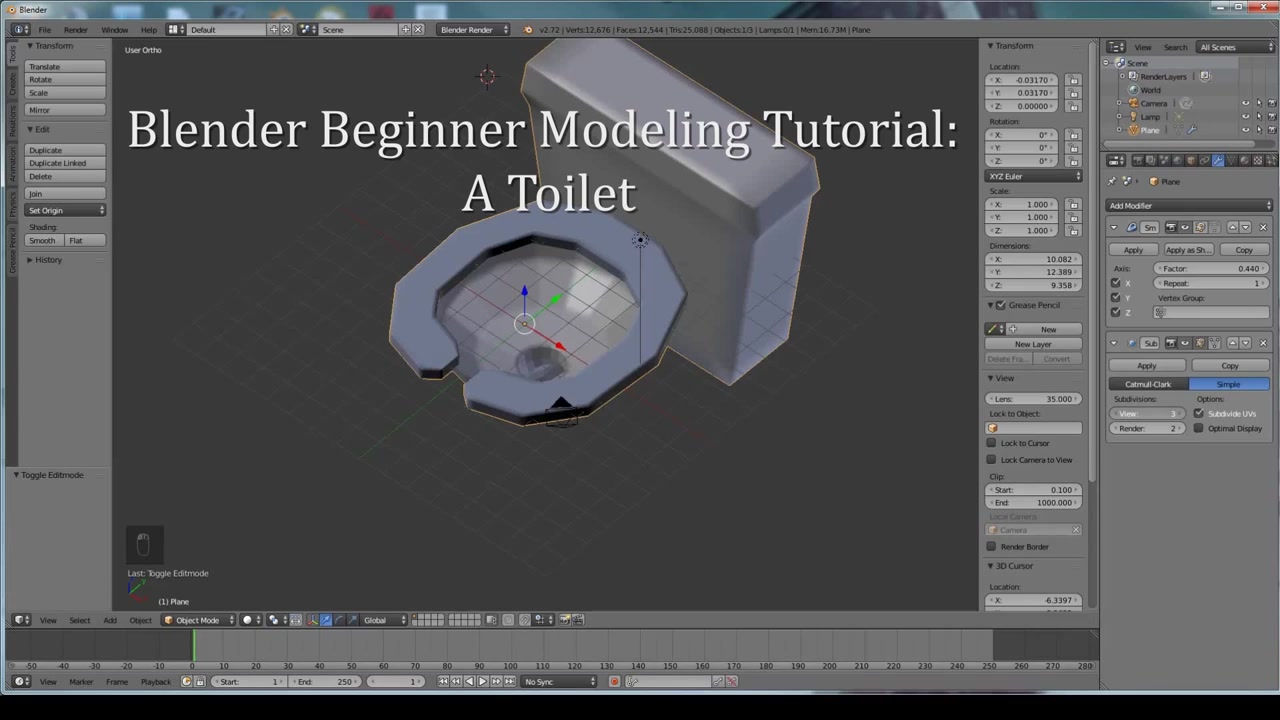 Blender
File Render Window Help Default Scene Blender Render v2.72 | Verts:12,676 | Faces:12,544 | Tris:25,088 | Objects:1/3 | Lamps:0/1 | Mem:16.73M | Plane
Tools
Create
Relations
Animation
Physics
Grease Pencil
Transform
Translate
Rotate
Scale
Mirror
Edit
Duplicate
Duplicate Linked
Delete
Join
Set Origin
Shading:
Smooth Flat
History
Toggle Editmode
User Ortho
Blender Beginner Modeling Tutorial:
A Toilet
Last: Toggle Editmode
(1) Plane
Transform
Location:
X: -0.03170
Y: 0.03170
Z: 0.00000
Rotation:
X: 0°
Y: 0°
Z: 0°
XYZ Euler
Scale:
X: 1.000
Y: 1.000
Z: 1.000
Dimensions:
X: 10.082
Y: 12.389
Z: 9.358
Grease Pencil
New
New Layer
Delete Fra... Convert
View
Lens: 35.000
Lock to Object:
Lock to Cursor
Lock Camera to View
Clip:
Start: 0.100
End: 1000.000
Local Camera:
Camera
Render Border
3D Cursor
Location:
X: -6.3397
View Search All Scenes
Scene
RenderLayers
World
Camera
Lamp
Plane
Plane
Add Modifier
Sm
Apply Apply as Sh... Copy
Axis: Factor: 0.440
X Repeat: 1
Y Vertex Group:
Z
Sub
Apply Copy
Catmull-Clark Simple
Subdivisions: Options:
View: 3 Subdivide UVs
Render: 2 Optimal Display
View Select Add Object Object Mode Global
-50 -40 -30 -20 -10 0 10 20 30 40 50 60 70 80 90 100 110 120 130 140 150 160 170 180 190 200 210 220 230 240 250 260 270 280
View Marker Frame Playback Start: 1 End: 250 1 No Sync